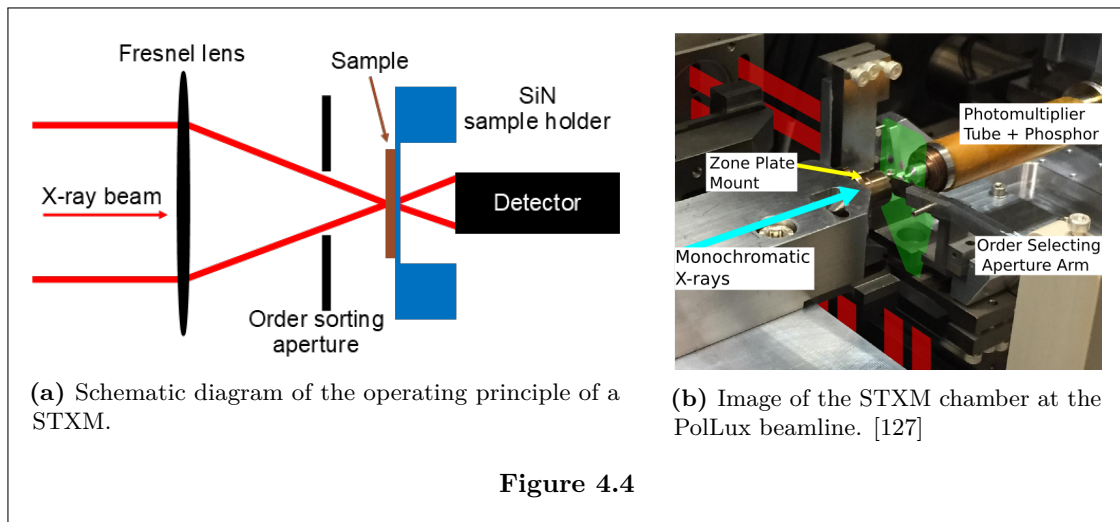 Fresnel lens
Sample
SiN
sample holder
X-ray beam
Detector
Order sorting
aperture
(a) Schematic diagram of the operating principle of a
STXM.
Photomultiplier
Tube + Phosphor
Zone Plate
Mount
Monochromatic
X-rays
Order Selecting
Aperture Arm
(b) Image of the STXM chamber at the
PolLux beamline. [127]
Figure 4.4